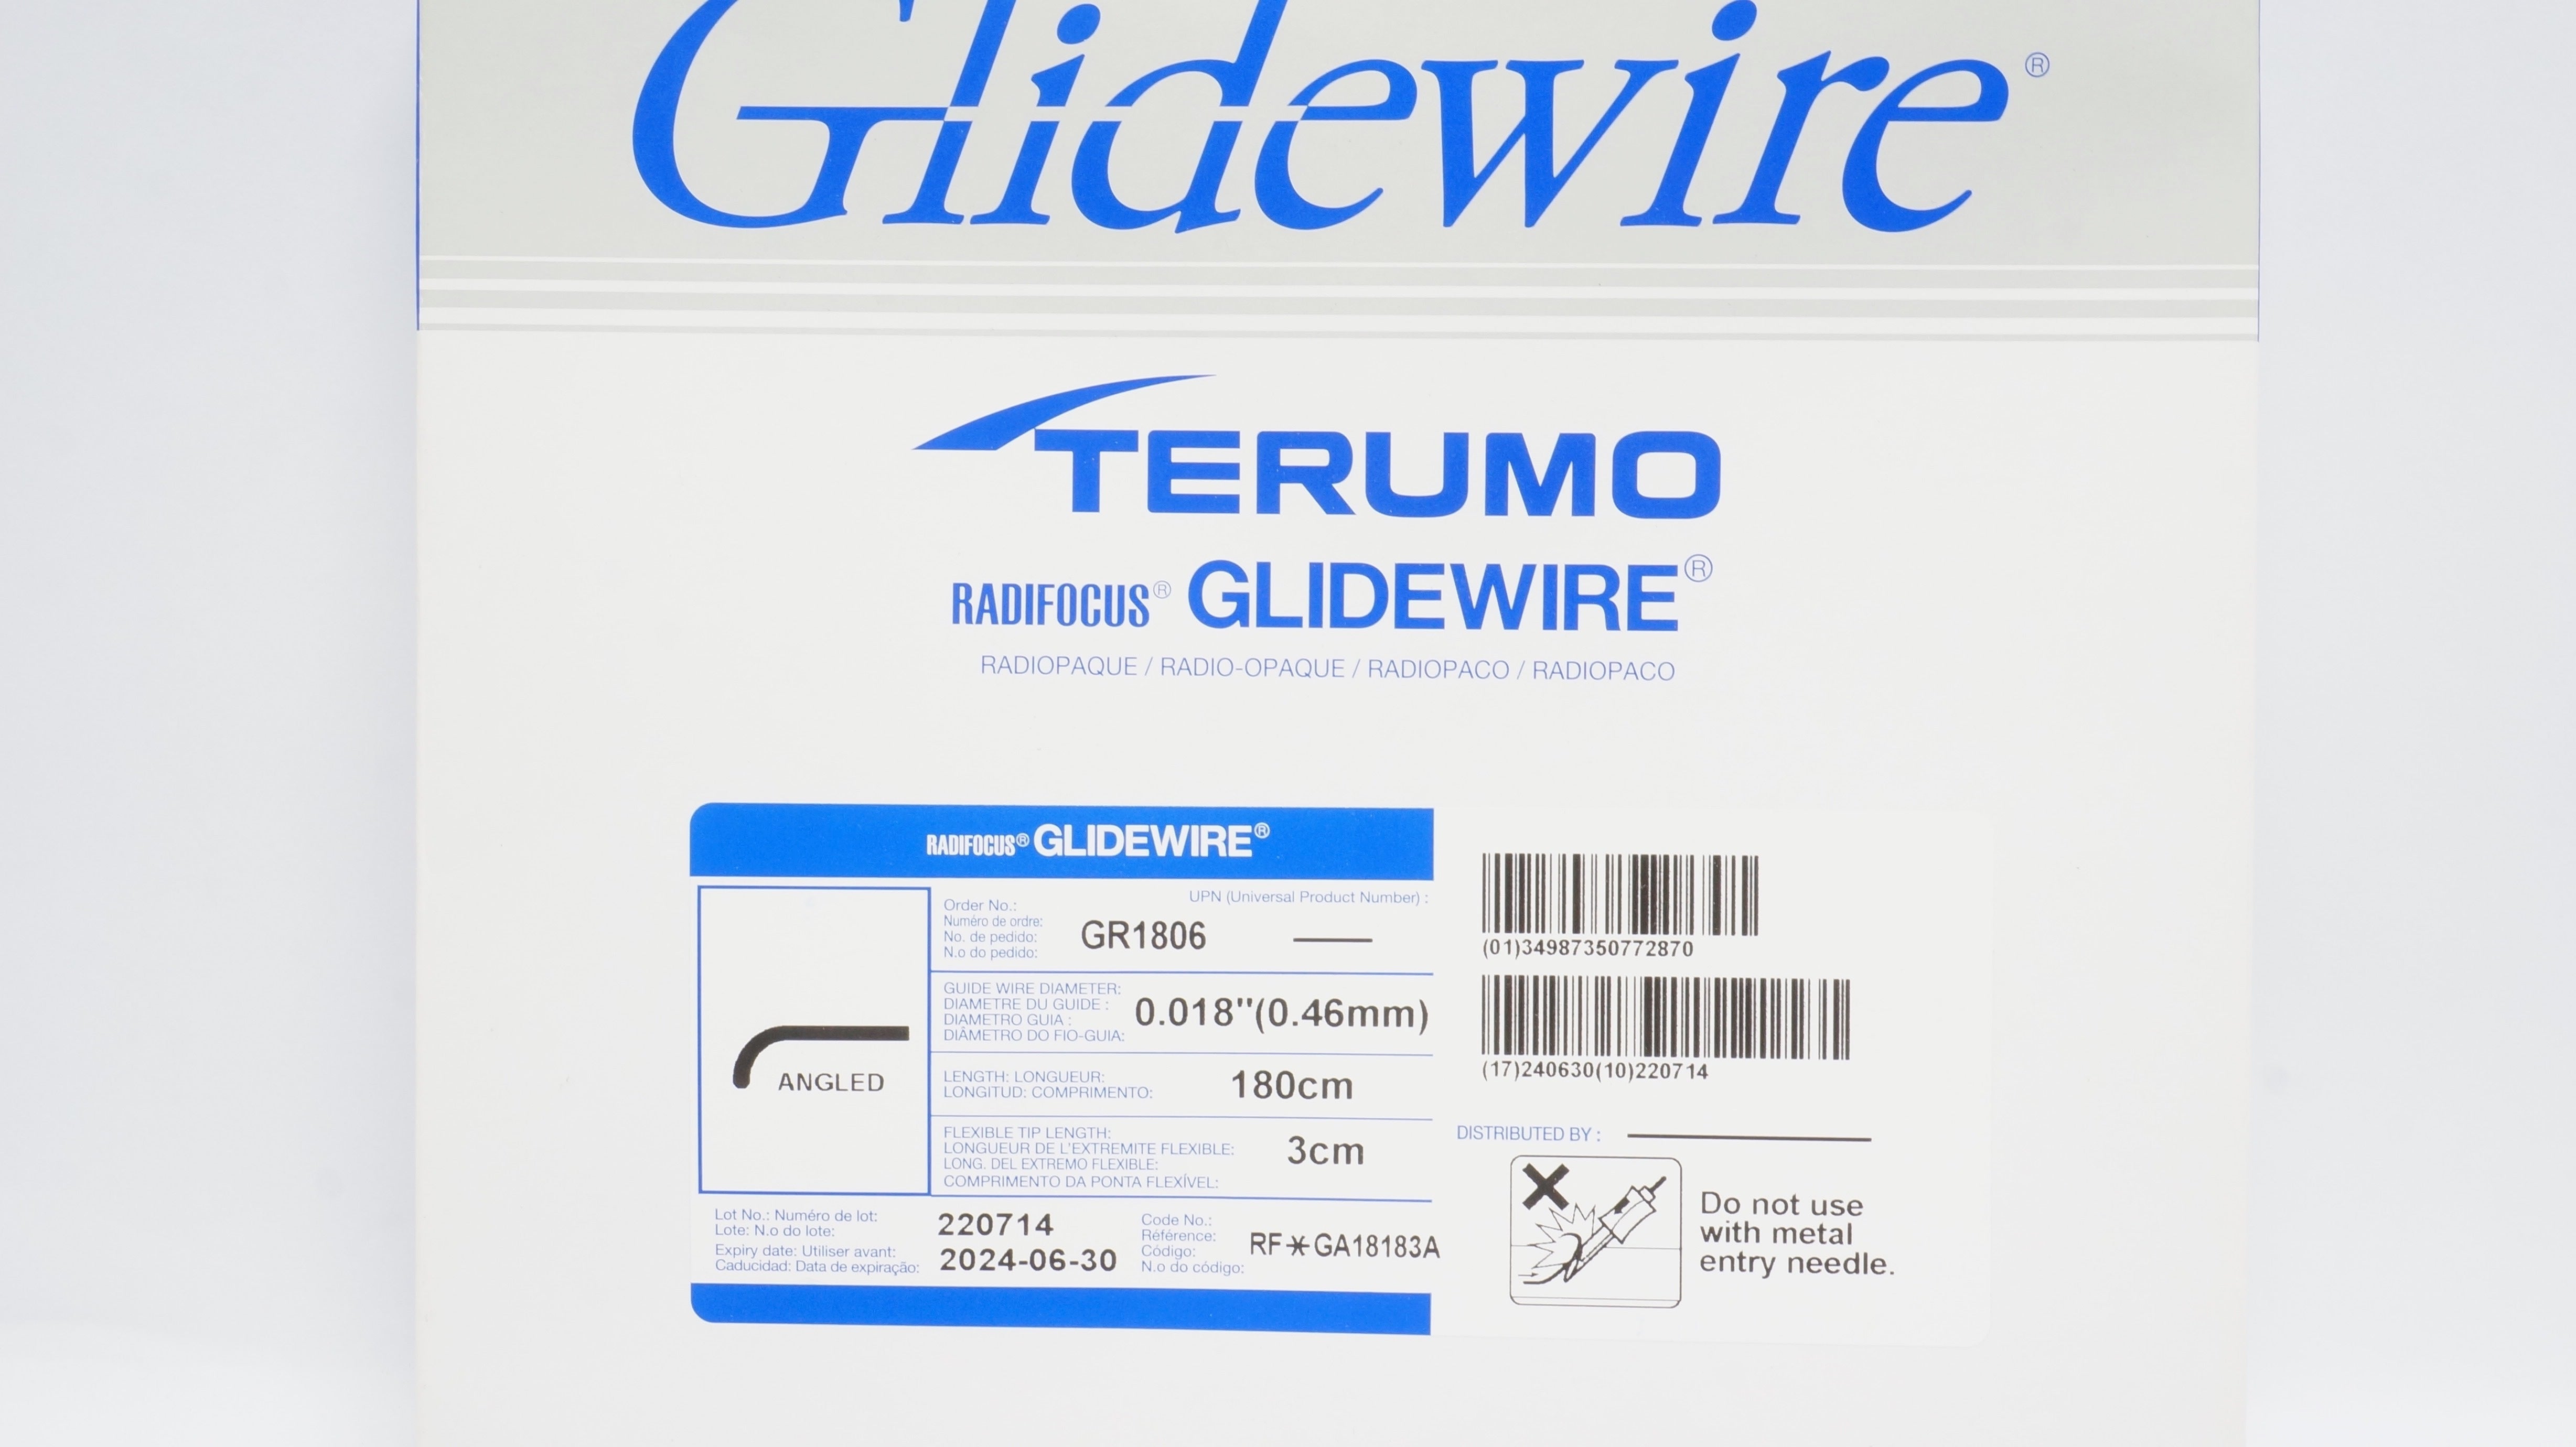 Glidewire®
TERUMO
RADIFOCUS® GLIDEWIRE®
RADIOPAQUE / RADIO-OPAQUE / RADIOPACO / RADIOPACO
RADIFOCUS® GLIDEWIRE®
UPN (Universal Product Number) :
Order No.:
Numéro de ordre:
No. de pedido:
N.o do pedido:
GR1806
GUIDE WIRE DIAMETER:
DIAMETRE DU GUIDE :
DIAMETRO GUIA :
DIÂMETRO DO FIO-GUIA:
0.018"(0.46mm)
ANGLED
LENGTH: LONGUEUR:
LONGITUD: COMPRIMENTO:
180cm
FLEXIBLE TIP LENGTH:
LONGUEUR DE L'EXTREMITE FLEXIBLE:
LONG. DEL EXTREMO FLEXIBLE:
COMPRIMENTO DA PONTA FLEXÍVEL:
3cm
Lot No.: Numéro de lot:
Lote: N.o do lote:
220714
Expiry date: Utiliser avant:
Caducidad: Data de expiração:
2024-06-30
Code No.:
Référence:
Código:
N.o do código:
RF*GA18183A
(01)34987350772870
(17)240630(10)220714
DISTRIBUTED BY :
Do not use
with metal
entry needle.